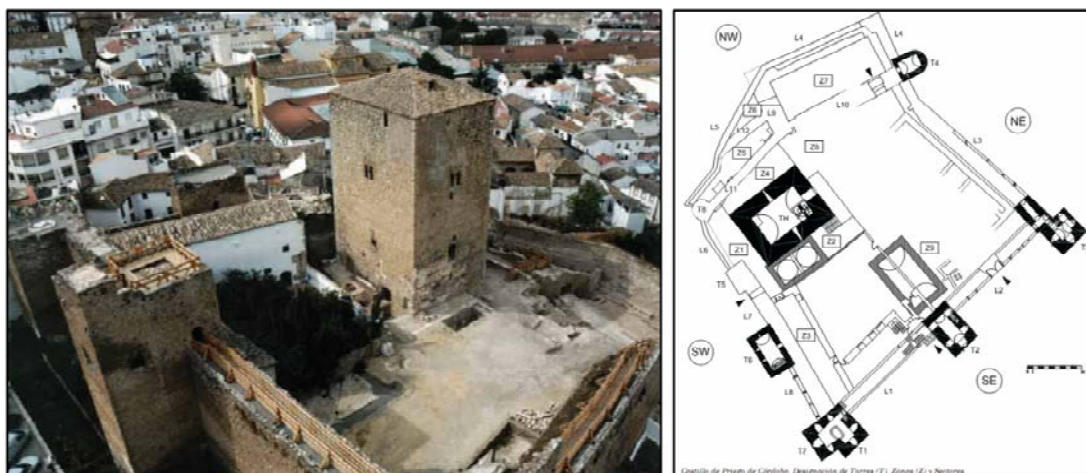 NW
L4
L4
T4
Z7
L10
L9
Z8
L5
L12
NE
L3
Z5
Z6
Z4
L11
T8
TH
L6
Z1
Z2
Z9
T5
L2
L7
Z3
T6
T2
SW
SE
L8
L1
T7
T1
Castillo de Priego de Córdoba. Designación de Torres (T), Zonas (Z) y Sectores